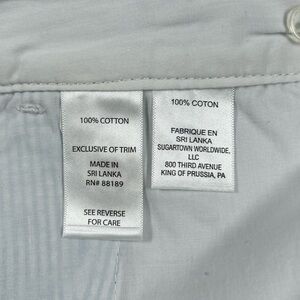 100% COTTON
EXCLUSIVE OF TRIM
MADE IN
SRI LANKA
RN# 88189
SEE REVERSE
FOR CARE
100% COTTON
FABRIQUE EN
SRI LANKA
SUGARTOWN WORLDWIDE,
LLC
800 THIRD AVENUE
KING OF PRUSSIA, PA